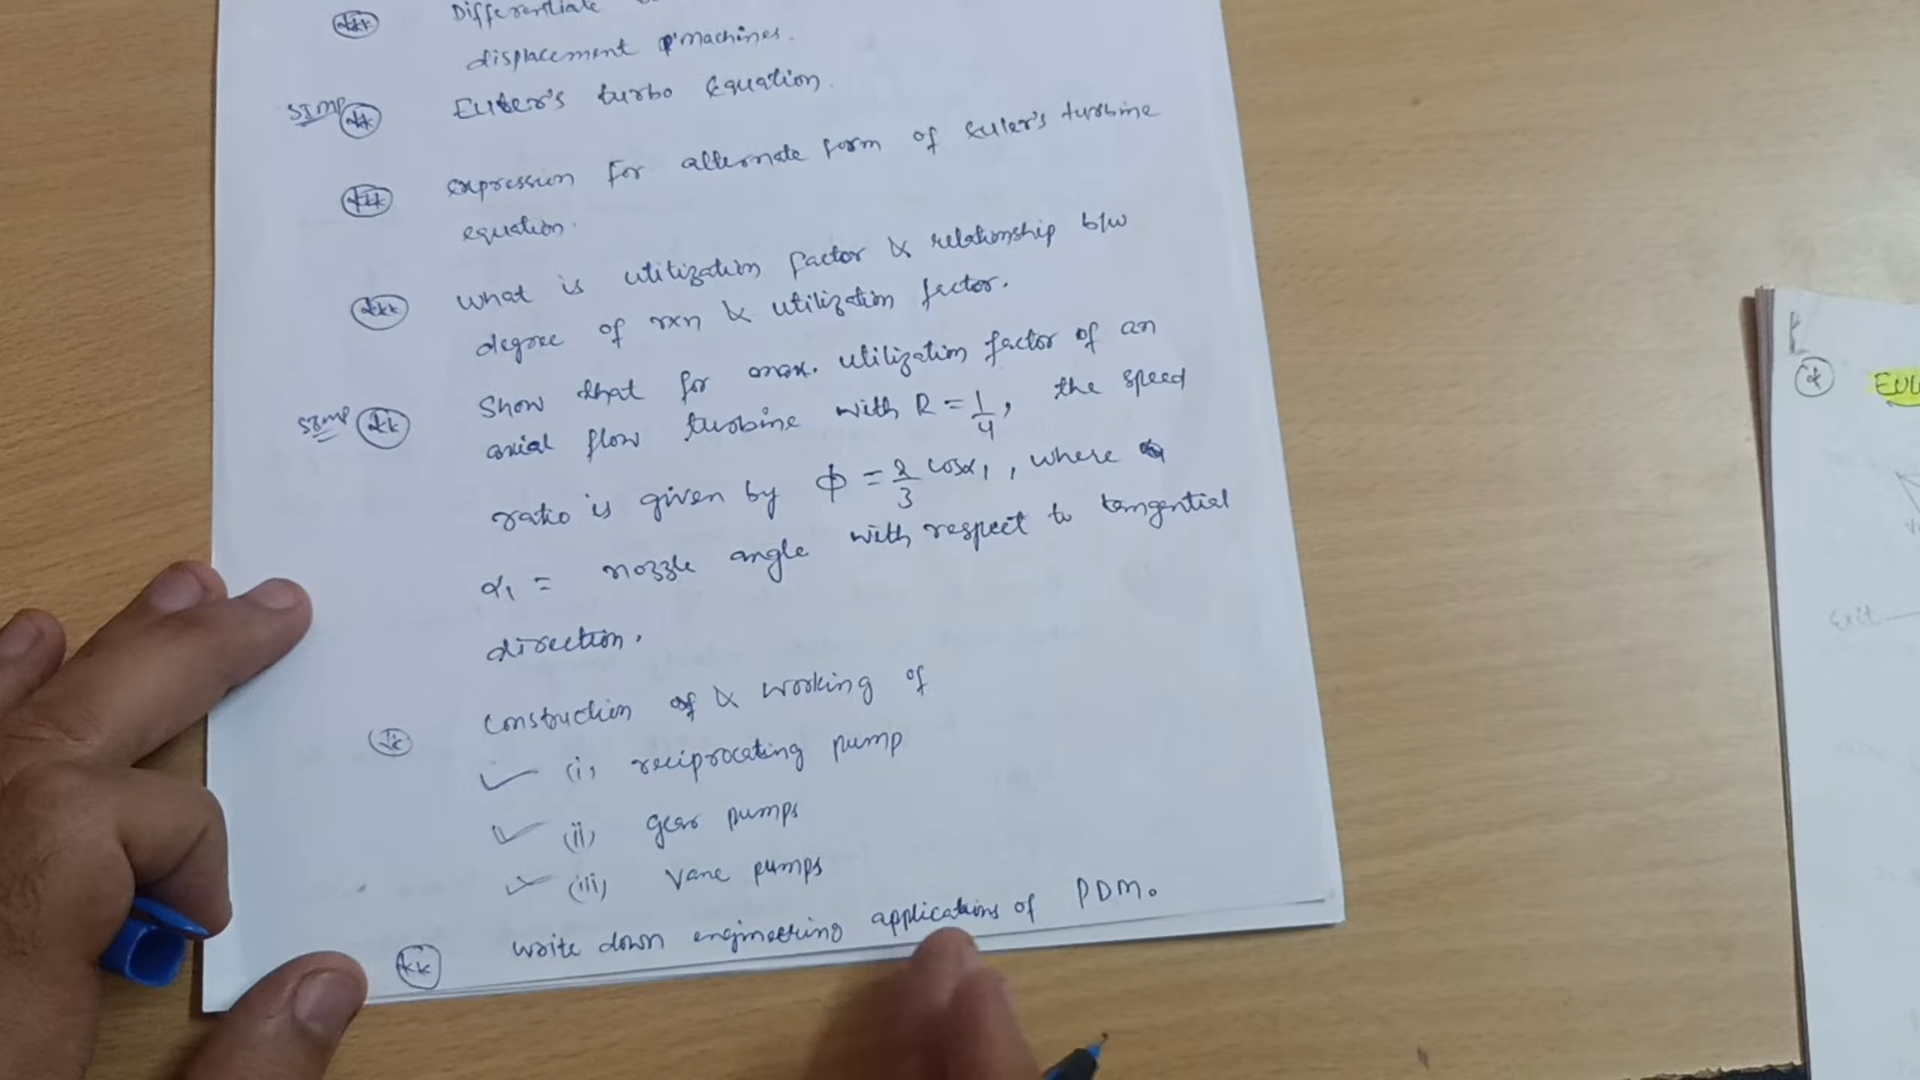 Differentiate
displacement machines.
SIMP ** Euler's turbo Equation.
*** expression for alternate form of Euler's turbine
equation.
*** What is utilization factor & relationship b/w
degree of rxn & utilization factor.
SIMP ** Show that for max. utilization factor of an
axial flow turbine with R = 1/4, the speed
ratio is given by ϕ = 2/3 cosα1, where
α1 = nozzle angle with respect to tangential
direction.
construction of & working of
(i) reciprocating pump
(ii) gear pumps
(iii) Vane pumps
** write down engineering applications of PDM.
Exit